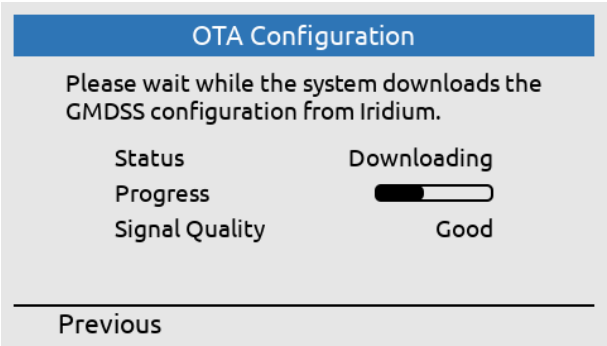 OTA Configuration
Please wait while the system downloads the
GMDSS configuration from Iridium.
Status Downloading
Progress
Signal Quality Good
Previous